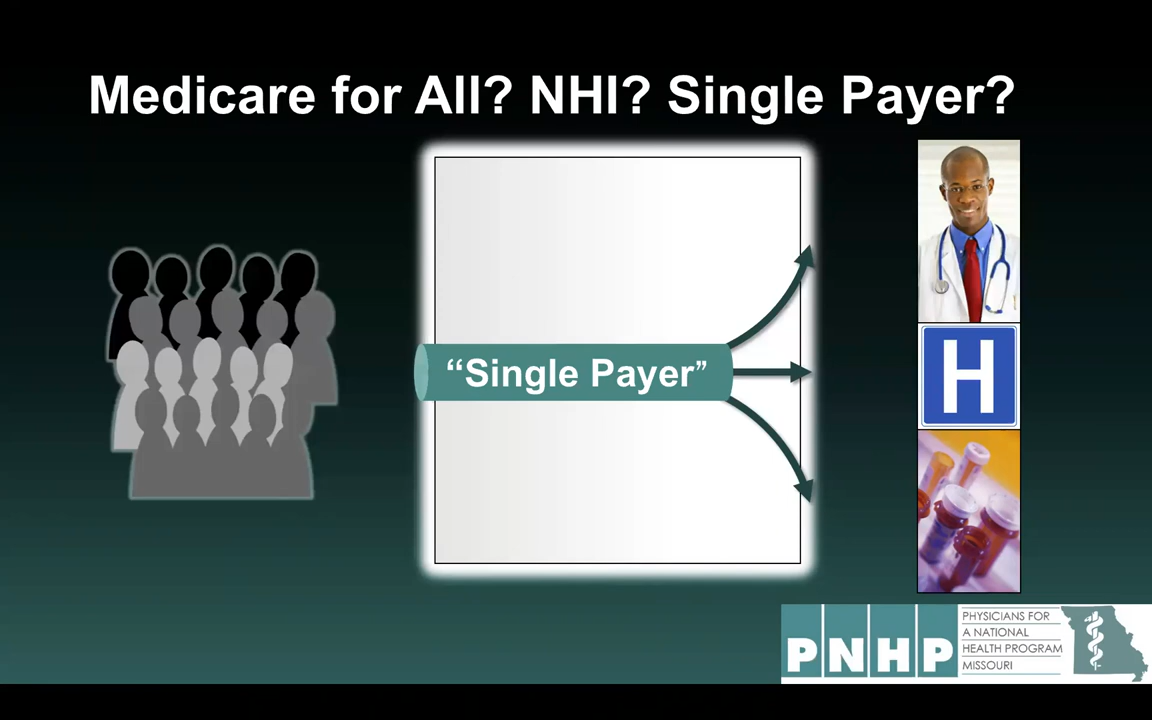 Medicare for All? NHI? Single Payer?
“Single Payer”
H
PNHP
PHYSICIANS FOR
A NATIONAL
HEALTH PROGRAM
MISSOURI